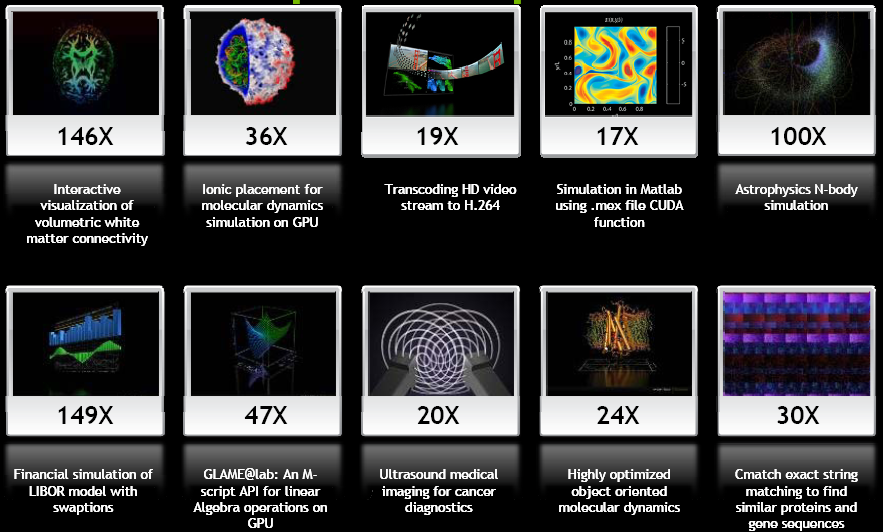 146X
36X
19X
17X
100X
Interactive
visualization of
volumetric white
matter connectivity
Ionic placement for
molecular dynamics
simulation on GPU
Transcoding HD video
stream to H.264
Simulation in Matlab
using .mex file CUDA
function
Astrophysics N-body
simulation
149X
47X
20X
24X
30X
Financial simulation of
LIBOR model with
swaptions
GLAME@lab: An M-
script API for linear
Algebra operations on
GPU
Ultrasound medical
imaging for cancer
diagnostics
Highly optimized
object oriented
molecular dynamics
Cmatch exact string
matching to find
similar proteins and
gene sequences